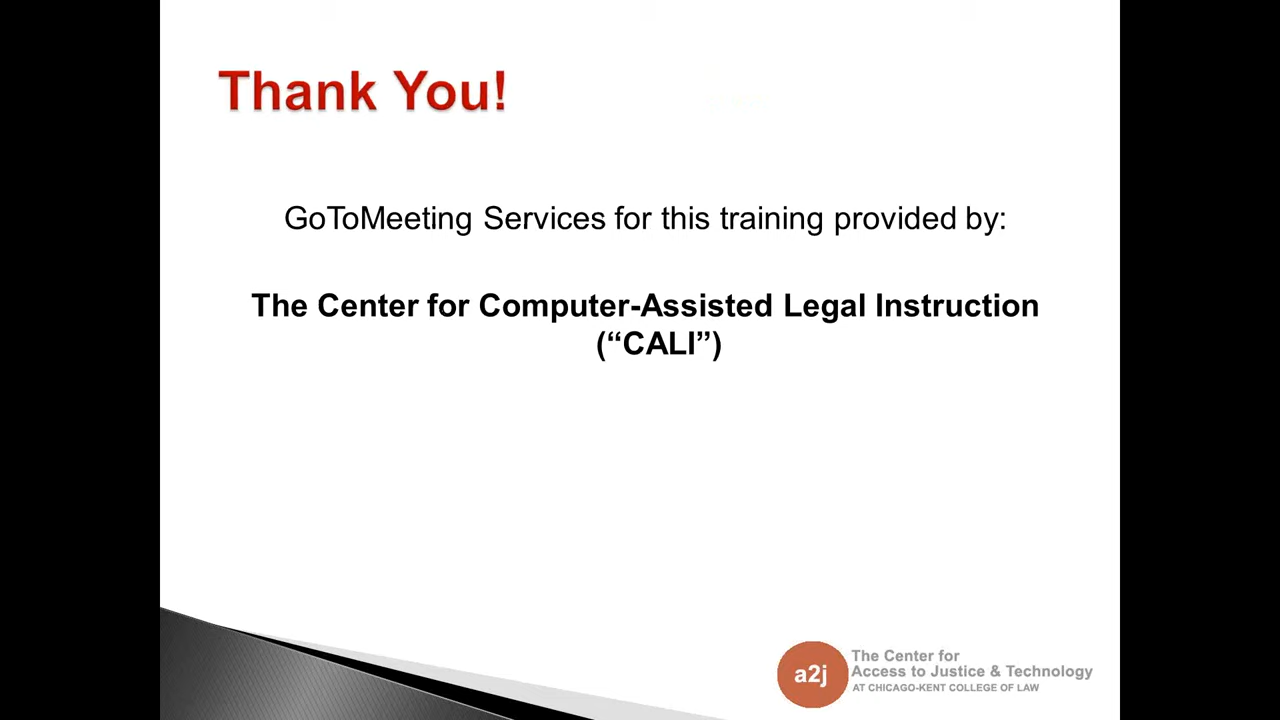 Thank You!
GoToMeeting Services for this training provided by:
The Center for Computer-Assisted Legal Instruction
(“CALI”)
a2j
The Center for
Access to Justice & Technology
AT CHICAGO-KENT COLLEGE OF LAW